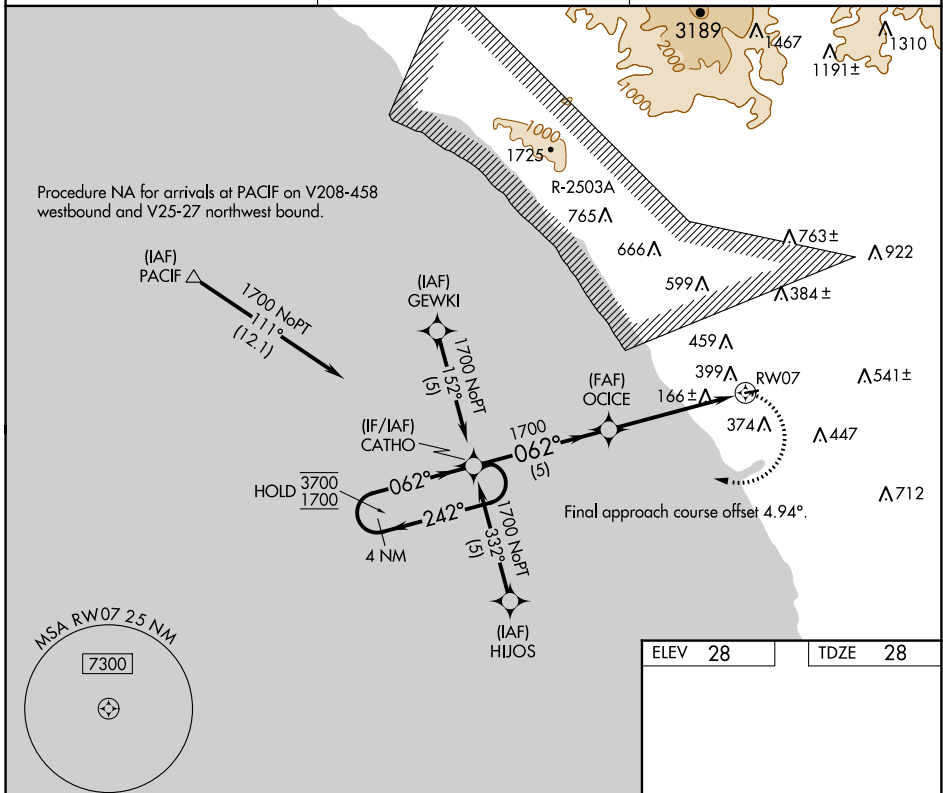 3189
1467
1310
1191±
2000
1000
1000
1725
R-2503A
765
666
599
763±
922
384±
459
399
RW07
166±
541±
374
447
712
Procedure NA for arrivals at PACIF on V208-458
westbound and V25-27 northwest bound.
(IAF)
PACIF
1700 NoPT
111°
(12.1)
(IAF)
GEWKI
1700 NoPT
152°
(5)
(IF/IAF)
CATHO
(FAF)
OCICE
1700
062°
(5)
HOLD
3700
1700
062°
242°
4 NM
1700 NoPT
332°
(5)
(IAF)
HIJOS
Final approach course offset 4.94°.
MSA RW07 25 NM
7300
ELEV 28
TDZE 28